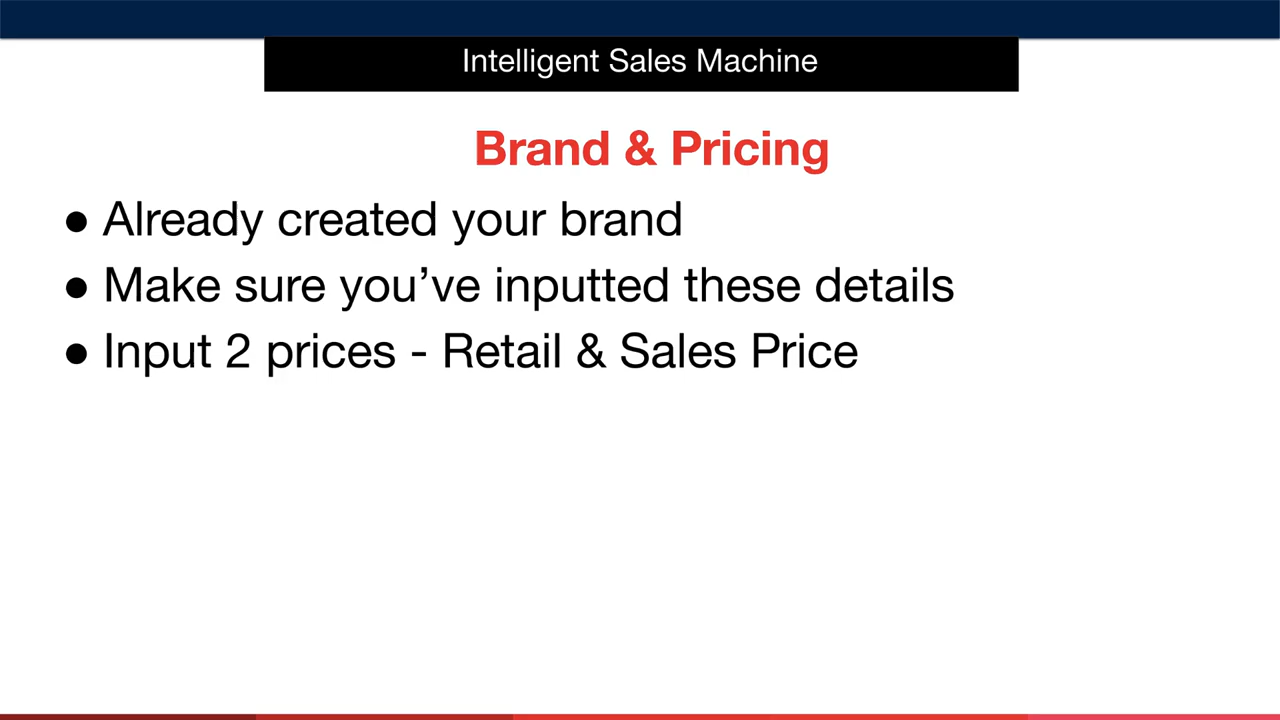 Intelligent Sales Machine
Brand & Pricing
● Already created your brand
● Make sure you’ve inputted these details
● Input 2 prices - Retail & Sales Price